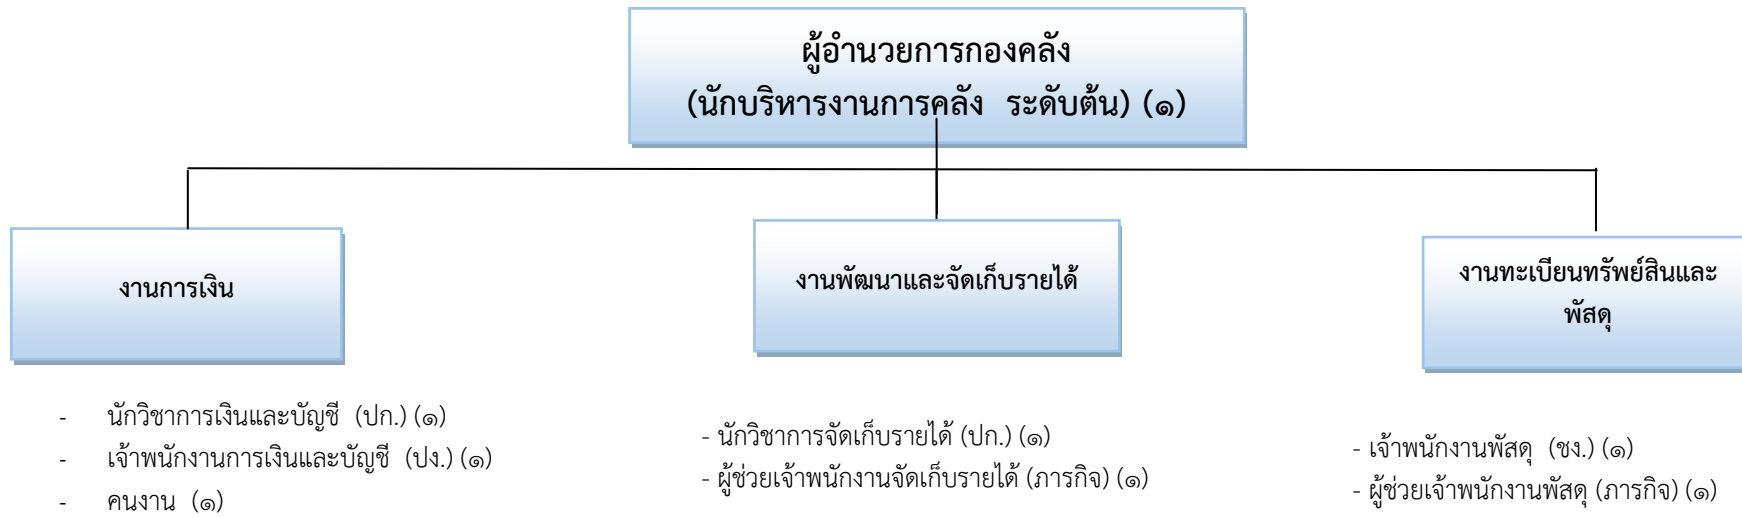 ผู้อำนวยการกองคลัง
(นักบริหารงานการคลัง ระดับต้น) (๑)
งานการเงิน
งานพัฒนาและจัดเก็บรายได้
งานทะเบียนทรัพย์สินและ
พัสดุ
- นักวิชาการเงินและบัญชี (ปก.) (๑)
- เจ้าพนักงานการเงินและบัญชี (ปง.) (๑)
- คนงาน (๑)
- นักวิชาการจัดเก็บรายได้ (ปก.) (๑)
- ผู้ช่วยเจ้าพนักงานจัดเก็บรายได้ (ภารกิจ) (๑)
- เจ้าพนักงานพัสดุ (ชง.) (๑)
- ผู้ช่วยเจ้าพนักงานพัสดุ (ภารกิจ) (๑)